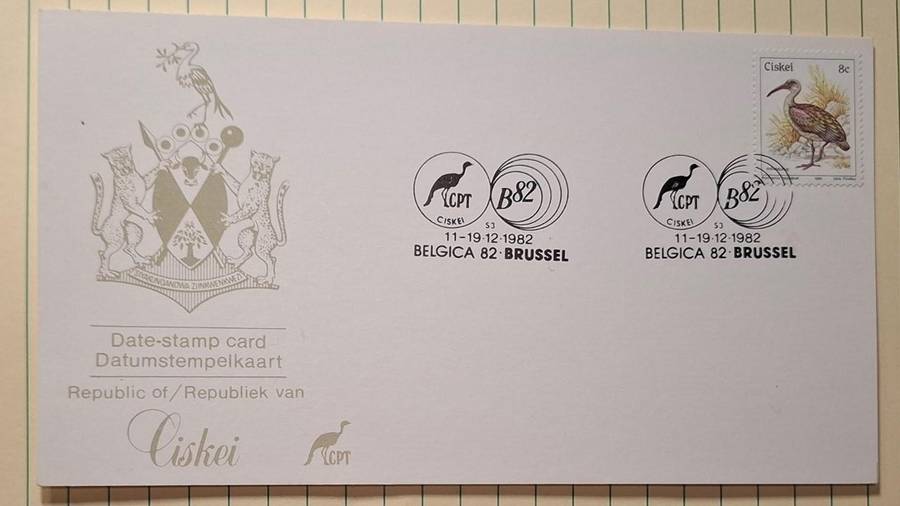 Ciskei 8c
CPT B82
CISKEI S3
11-19·12·1982
BELGICA 82·BRUSSEL
CPT B82
CISKEI S3
11-19·12·1982
BELGICA 82·BRUSSEL
Date-stamp card
Datumstempelkaart
Republic of/Republiek van
Ciskei
CPT